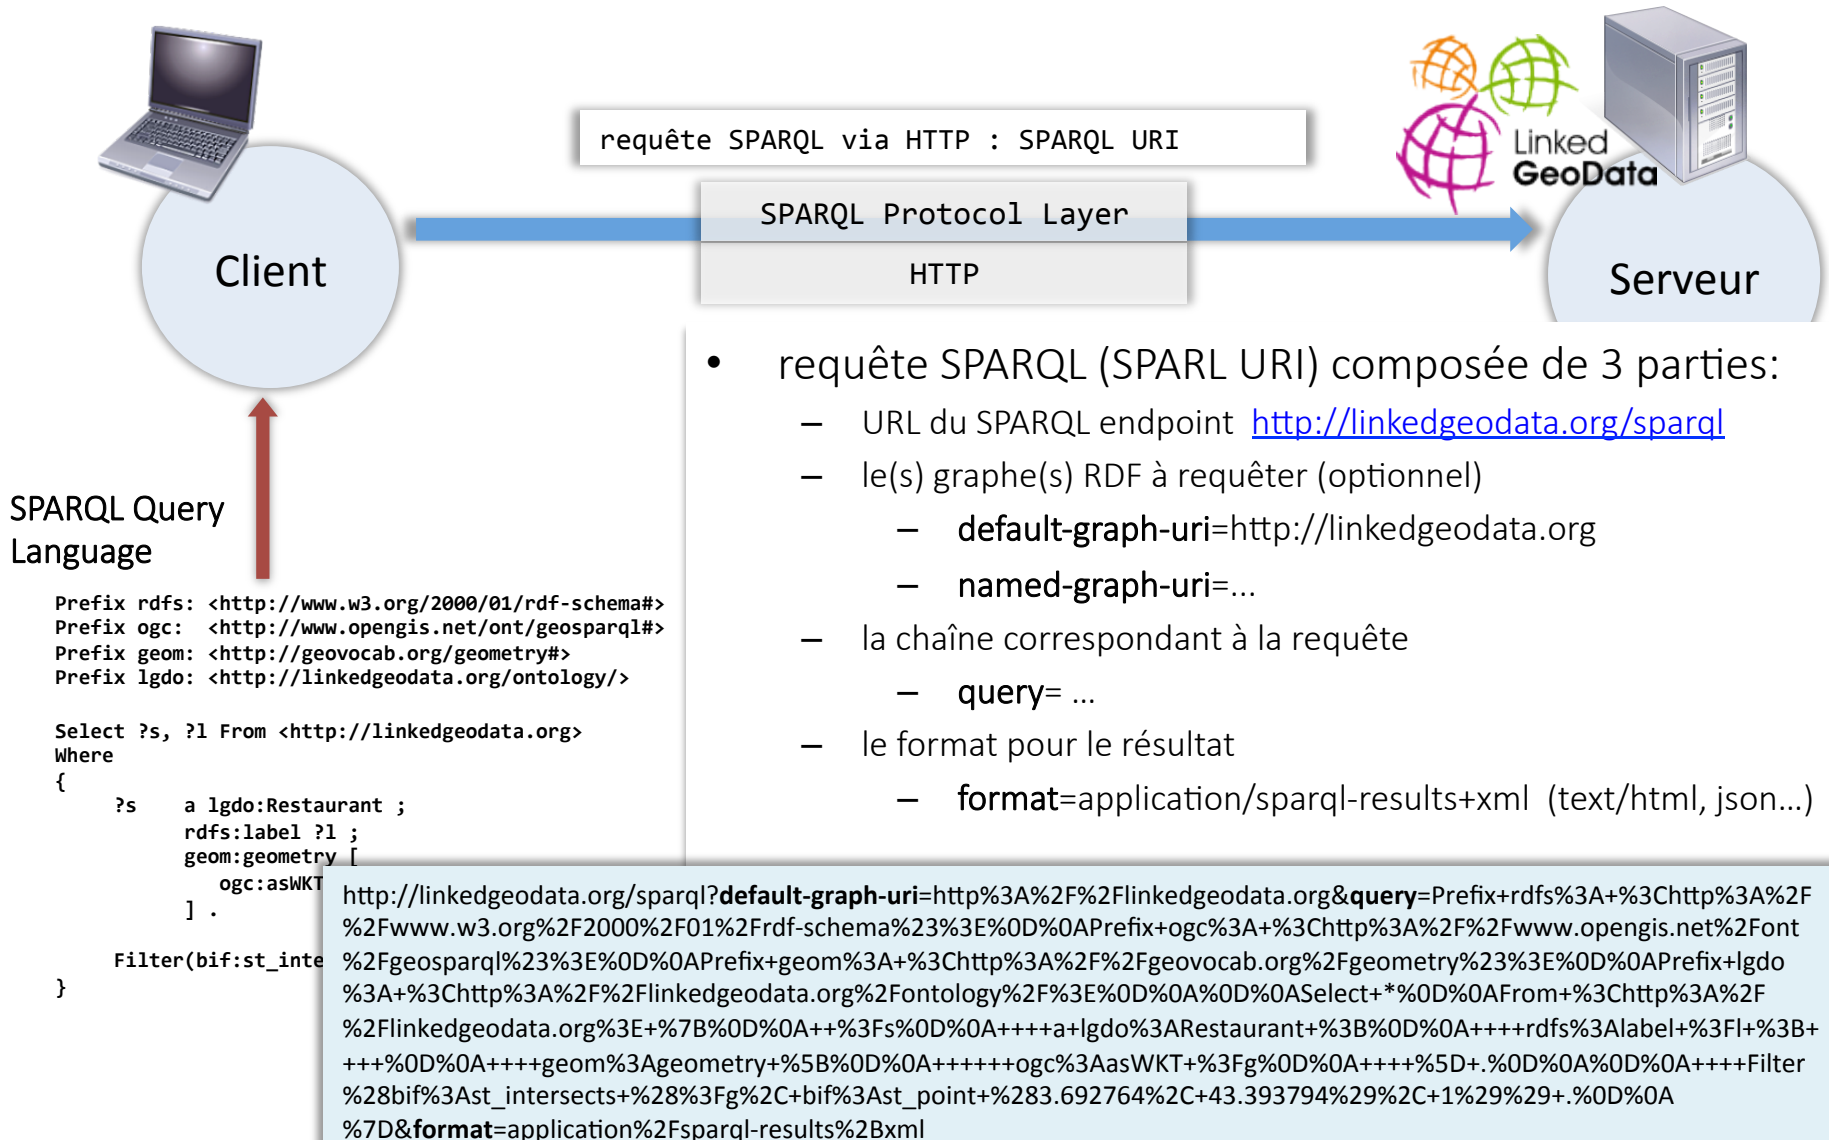 requête SPARQL via HTTP : SPARQL URI
Linked
GeoData
SPARQL Protocol Layer
HTTP
Client
Serveur
• requête SPARQL (SPARL URI) composée de 3 parties:
– URL du SPARQL endpoint http://linkedgeodata.org/sparql
– le(s) graphe(s) RDF à requêter (optionnel)
– default-graph-uri=http://linkedgeodata.org
– named-graph-uri=...
– la chaîne correspondant à la requête
– query= ...
– le format pour le résultat
– format=application/sparql-results+xml (text/html, json...)
SPARQL Query
Language
Prefix rdfs: <http://www.w3.org/2000/01/rdf-schema#>
Prefix ogc: <http://www.opengis.net/ont/geosparql#>
Prefix geom: <http://geovocab.org/geometry#>
Prefix lgdo: <http://linkedgeodata.org/ontology/>
Select ?s, ?l From <http://linkedgeodata.org>
Where
{
?s a lgdo:Restaurant ;
rdfs:label ?l ;
geom:geometry [
ogc:asWKT
] .
Filter(bif:st_inte
}
http://linkedgeodata.org/sparql?default-graph-uri=http%3A%2F%2Flinkedgeodata.org&query=Prefix+rdfs%3A+%3Chttp%3A%2F
%2Fwww.w3.org%2F2000%2F01%2Frdf-schema%23%3E%0D%0APrefix+ogc%3A+%3Chttp%3A%2F%2Fwww.opengis.net%2Font
%2Fgeosparql%23%3E%0D%0APrefix+geom%3A+%3Chttp%3A%2F%2Fgeovocab.org%2Fgeometry%23%3E%0D%0APrefix+lgdo
%3A+%3Chttp%3A%2F%2Flinkedgeodata.org%2Fontology%2F%3E%0D%0A%0D%0ASelect+*%0D%0AFrom+%3Chttp%3A%2F
%2Flinkedgeodata.org%3E+%7B%0D%0A++%3Fs%0D%0A++++a+lgdo%3ARestaurant+%3B%0D%0A++++rdfs%3Alabel+%3Fl+%3B+
+++%0D%0A++++geom%3Ageometry+%5B%0D%0A++++++ogc%3AasWKT+%3Fg%0D%0A++++%5D+.%0D%0A%0D%0A++++Filter
%28bif%3Ast_intersects+%28%3Fg%2C+bif%3Ast_point+%283.692764%2C+43.393794%29%2C+1%29%29+.%0D%0A
%7D&format=application%2Fsparql-results%2Bxml